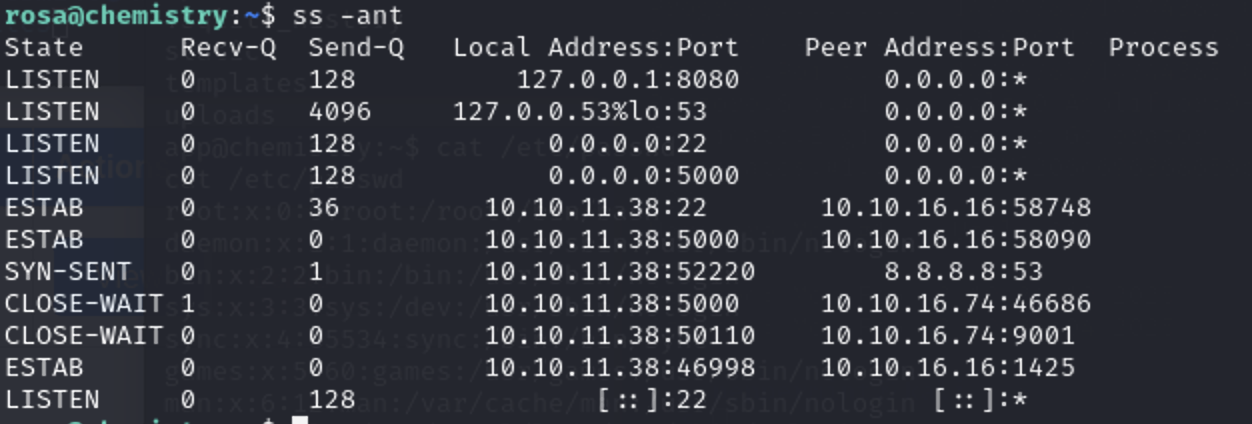 rosa@chemistry:~$ ss -ant
State Recv-Q Send-Q Local Address:Port Peer Address:Port Process
LISTEN 0 128 127.0.0.1:8080 0.0.0.0:*
LISTEN 0 4096 127.0.0.53%lo:53 0.0.0.0:*
LISTEN 0 128 0.0.0.0:22 0.0.0.0:*
LISTEN 0 128 0.0.0.0:5000 0.0.0.0:*
ESTAB 0 36 10.10.11.38:22 10.10.16.16:58748
ESTAB 0 0 10.10.11.38:5000 10.10.16.16:58090
SYN-SENT 0 1 10.10.11.38:52220 8.8.8.8:53
CLOSE-WAIT 1 0 10.10.11.38:5000 10.10.16.74:46686
CLOSE-WAIT 0 0 10.10.11.38:50110 10.10.16.74:9001
ESTAB 0 0 10.10.11.38:46998 10.10.16.16:1425
LISTEN 0 128 [::]:22 [::]:*